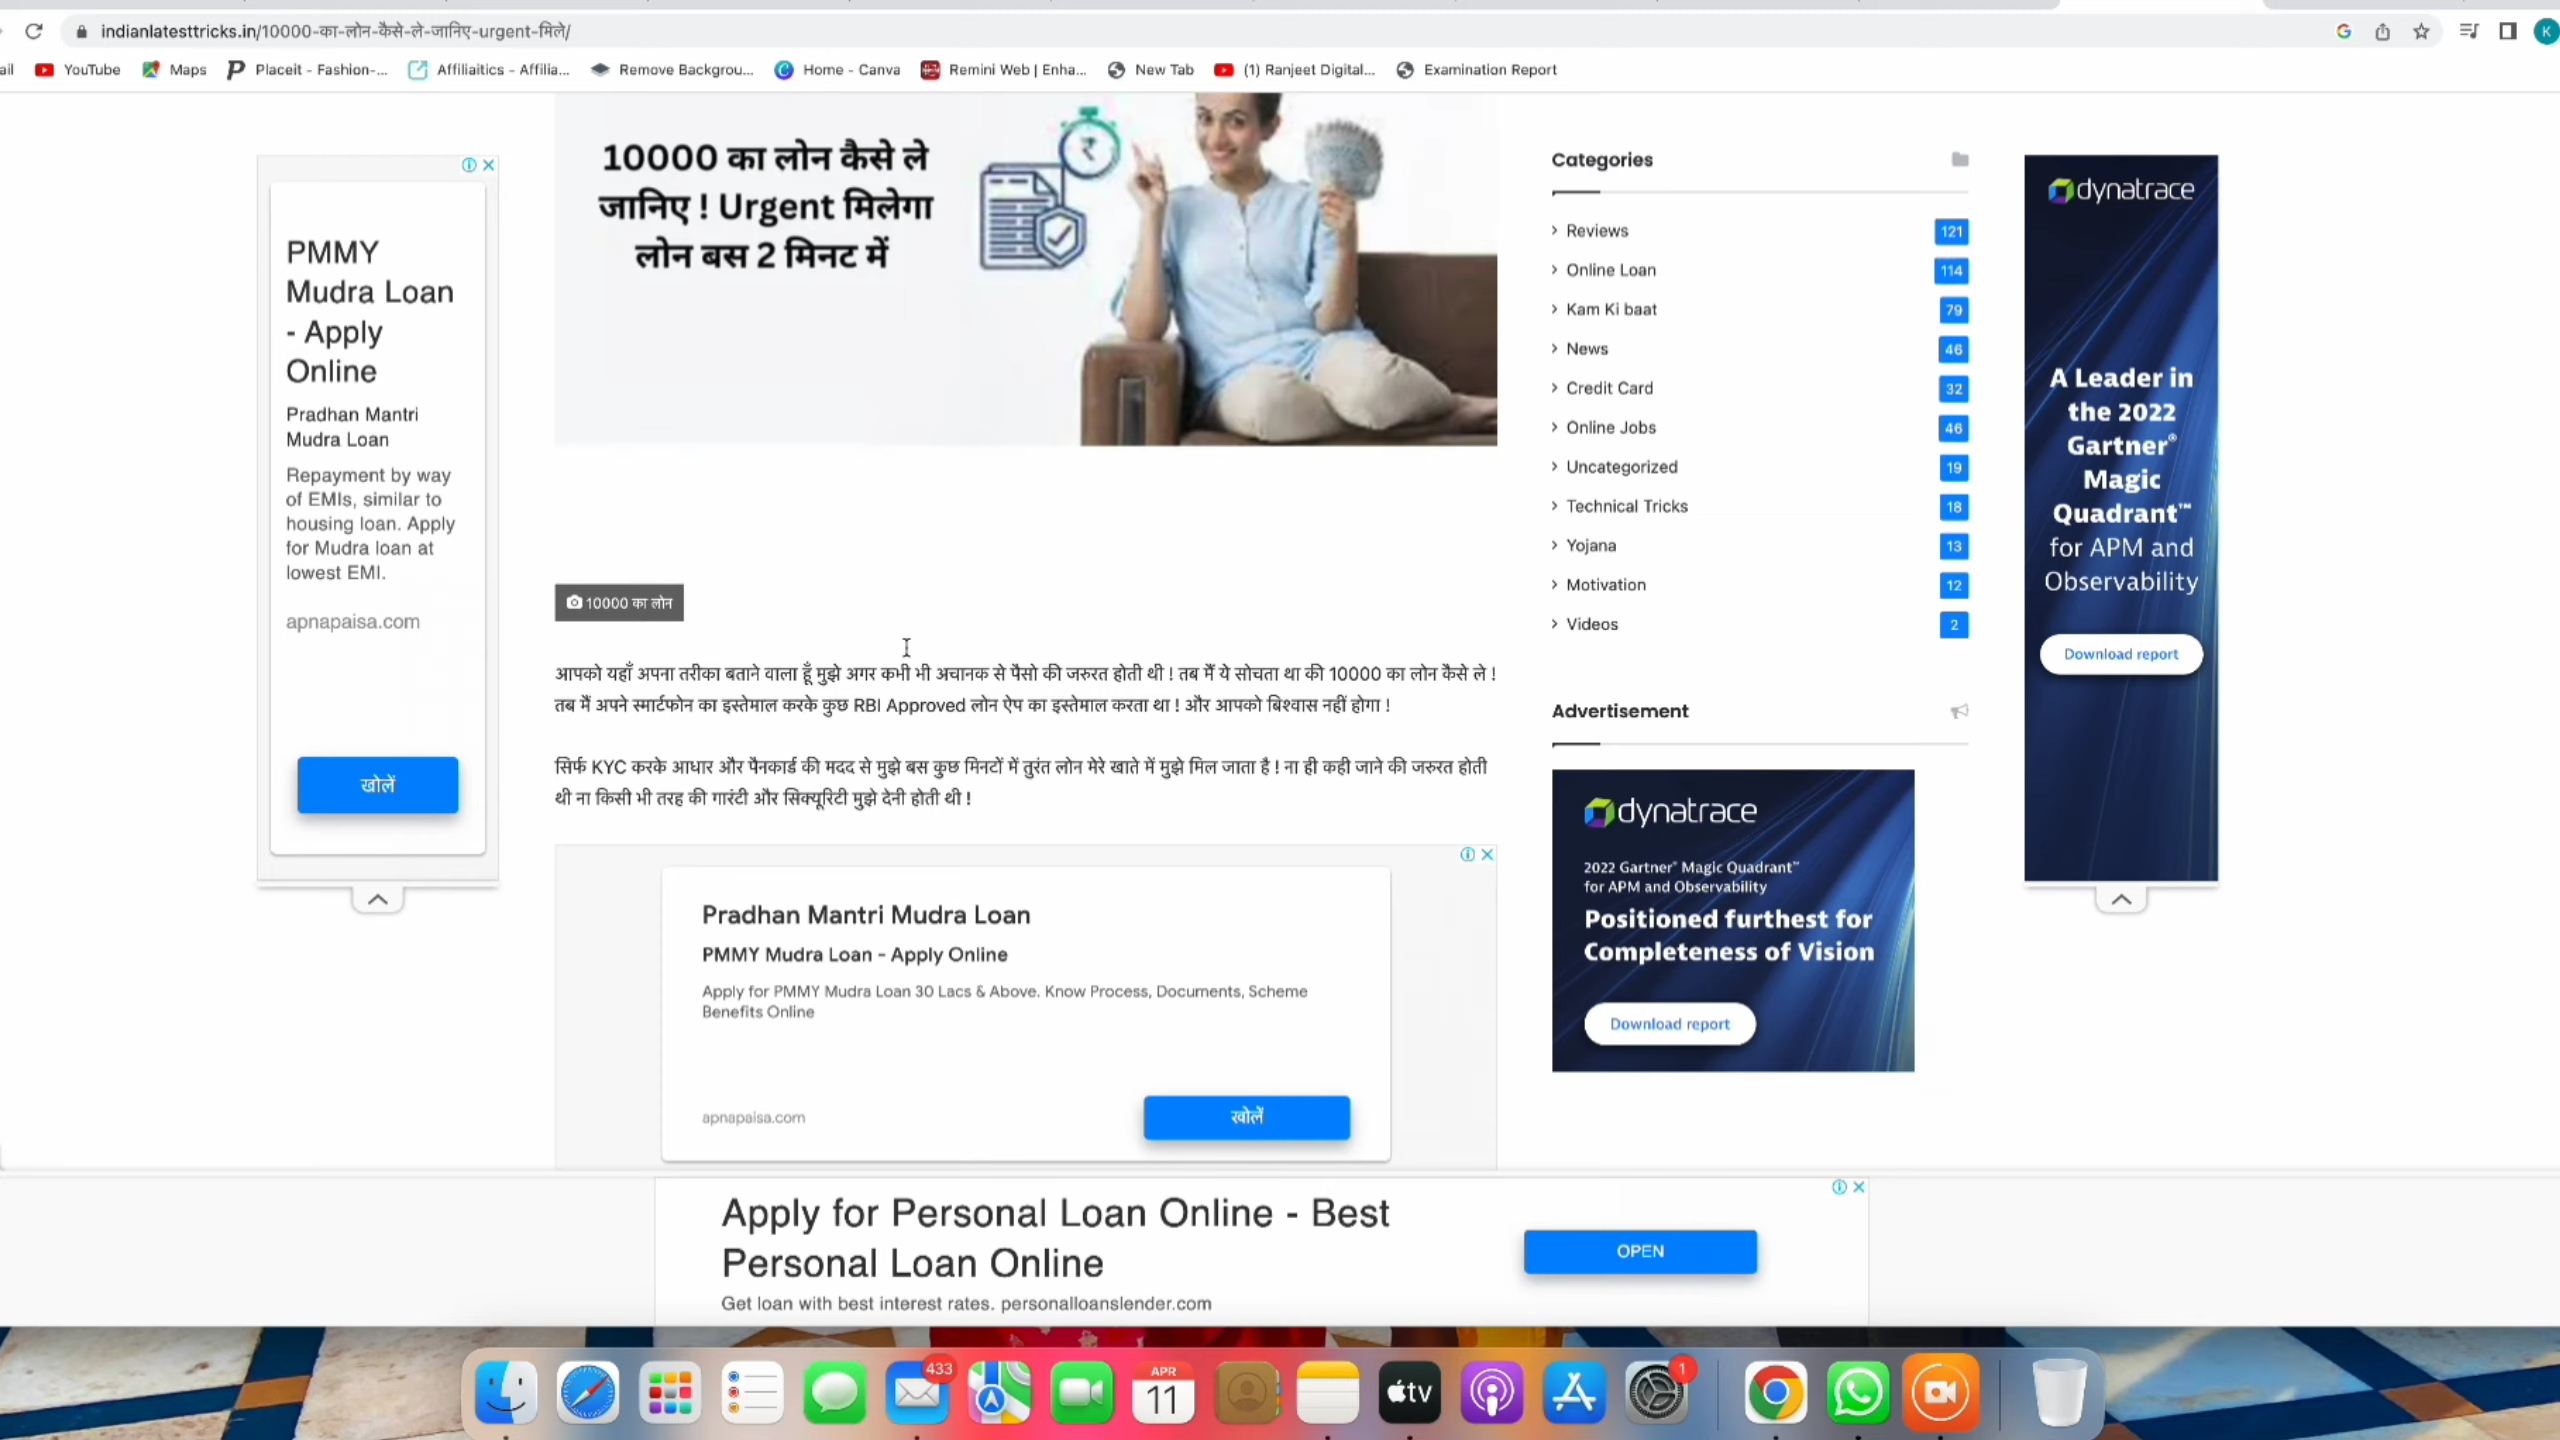 indianlatesttricks.in/10000-का-लोन-कैसे-ले-जानिए-urgent-मिले/
K
ail
YouTube
Maps
Placeit - Fashion-...
Affiliaitics - Affilia...
Remove Backgrou...
Home - Canva
Remini Web | Enha...
New Tab
(1) Ranjeet Digital...
Examination Report
PMMY
Mudra Loan
- Apply
Online
Pradhan Mantri
Mudra Loan
Repayment by way
of EMIs, similar to
housing loan. Apply
for Mudra loan at
lowest EMI.
apnapaisa.com
खोलें
10000 का लोन कैसे ले
जानिए ! Urgent मिलेगा
लोन बस 2 मिनट में
10000 का लोन
आपको यहाँ अपना तरीका बताने वाला हूँ मुझे अगर कभी भी अचानक से पैसो की जरुरत होती थी ! तब मैं ये सोचता था की 10000 का लोन कैसे ले !
तब मैं अपने स्मार्टफोन का इस्तेमाल करके कुछ RBI Approved लोन ऐप का इस्तेमाल करता था ! और आपको बिश्वास नहीं होगा !
सिर्फ KYC करके आधार और पैनकार्ड की मदद से मुझे बस कुछ मिनटों में तुरंत लोन मेरे खाते में मुझे मिल जाता है ! ना ही कही जाने की जरुरत होती
थी ना किसी भी तरह की गारंटी और सिक्यूरिटी मुझे देनी होती थी !
Pradhan Mantri Mudra Loan
PMMY Mudra Loan - Apply Online
Apply for PMMY Mudra Loan 30 Lacs & Above. Know Process, Documents, Scheme
Benefits Online
apnapaisa.com
खोलें
Categories
Reviews 121
Online Loan 114
Kam Ki baat 79
News 46
Credit Card 32
Online Jobs 46
Uncategorized 19
Technical Tricks 18
Yojana 13
Motivation 12
Videos 2
Advertisement
dynatrace
2022 Gartner® Magic Quadrant™
for APM and Observability
Positioned furthest for
Completeness of Vision
Download report
dynatrace
A Leader in
the 2022
Gartner®
Magic
Quadrant™
for APM and
Observability
Download report
Apply for Personal Loan Online - Best
Personal Loan Online
Get loan with best interest rates. personalloanslender.com
OPEN
433
APR
11
tv
1